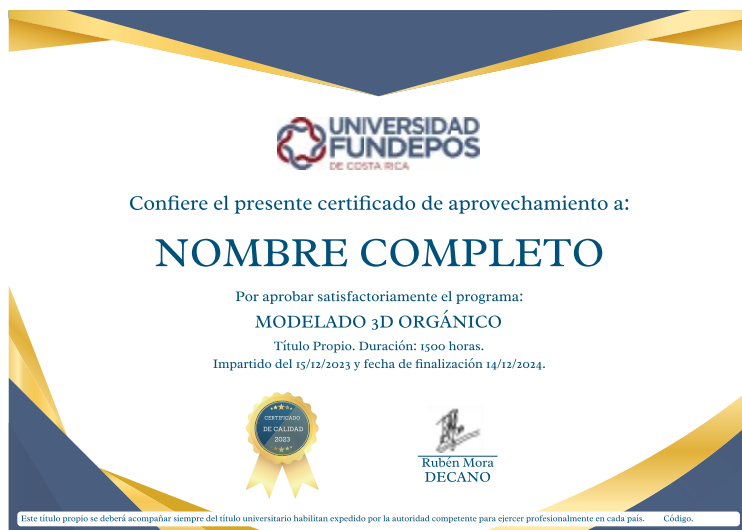 UNIVERSIDAD
FUNDEPOS
DE COSTA RICA
Confiere el presente certificado de aprovechamiento a:
NOMBRE COMPLETO
Por aprobar satisfactoriamente el programa:
MODELADO 3D ORGÁNICO
Título Propio. Duración: 1500 horas.
Impartido del 15/12/2023 y fecha de finalización 14/12/2024.
CERTIFICADO
DE CALIDAD
2023
Rubén Mora
DECANO
Este título propio se deberá acompañar siempre del título universitario habilitan expedido por la autoridad competente para ejercer profesionalmente en cada país. Código.